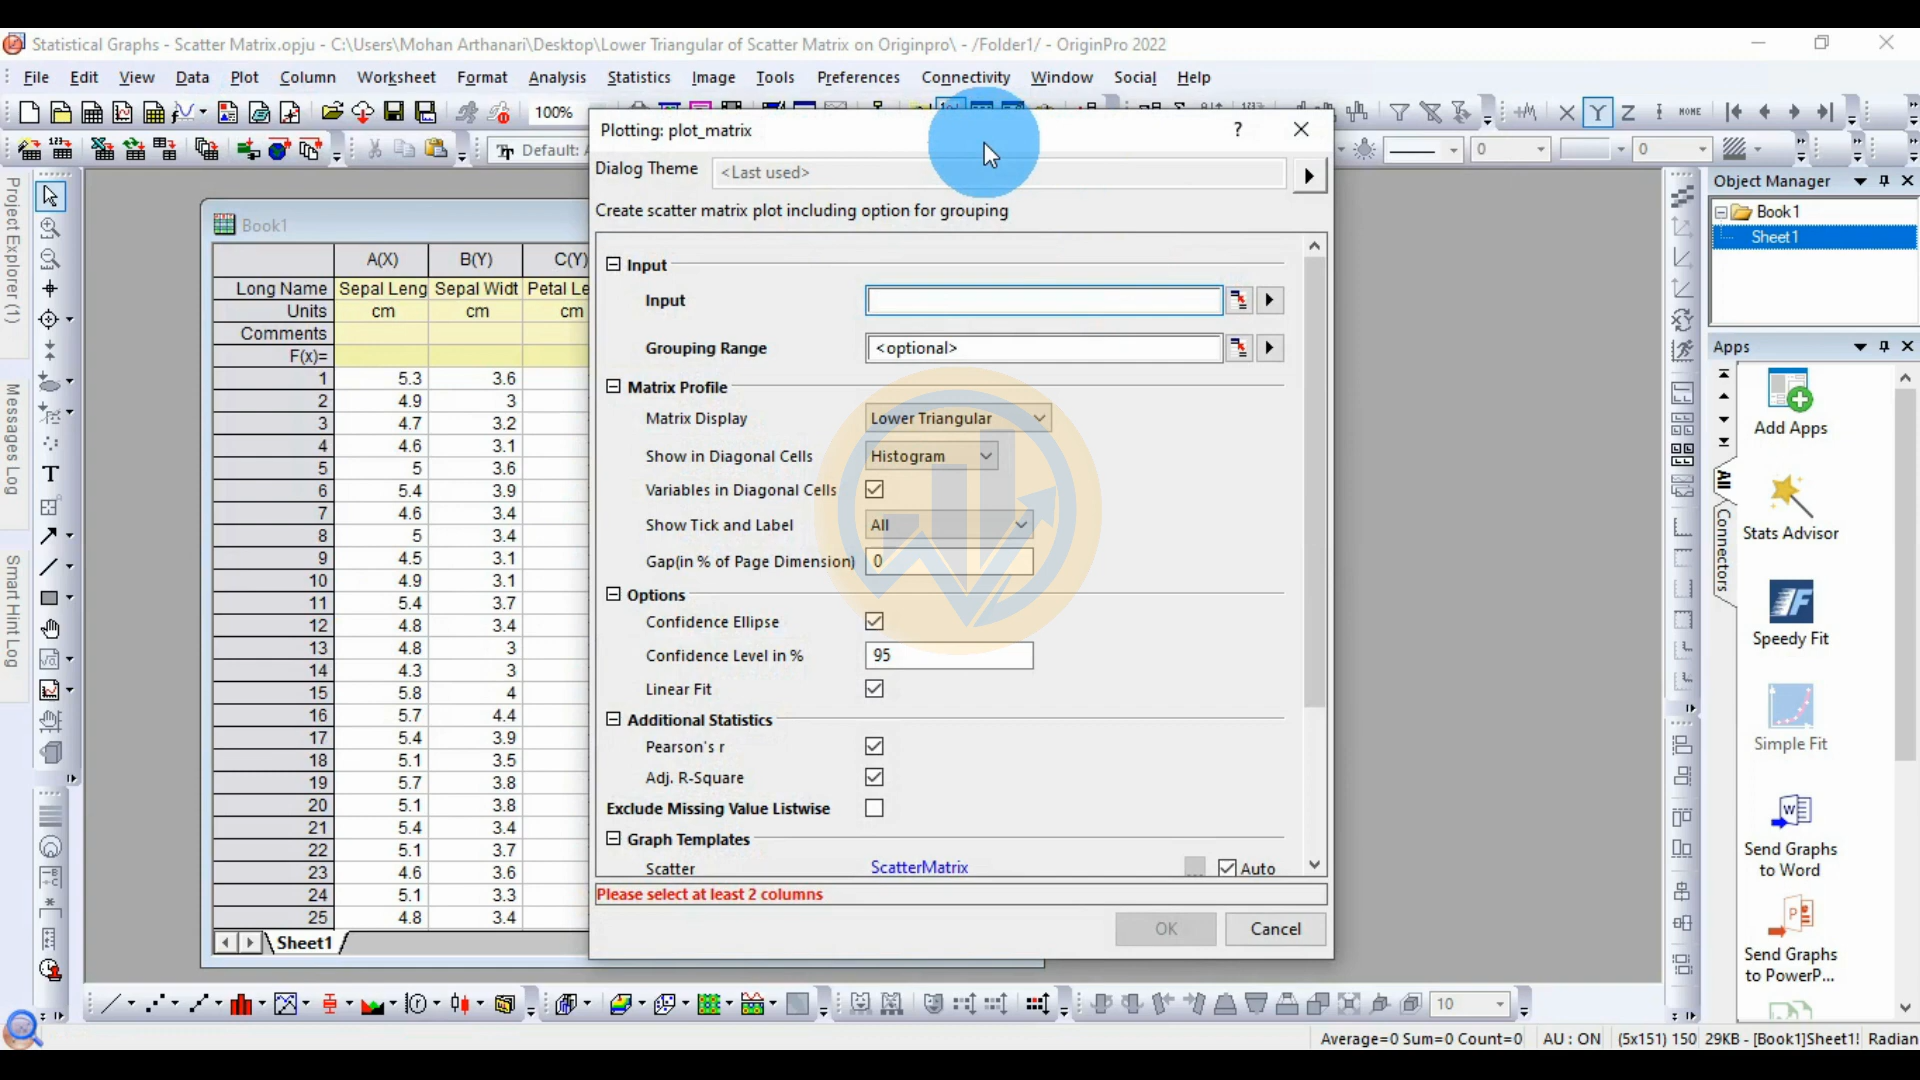 Statistical Graphs - Scatter Matrix.opju - C:\Users\Mohan Arthanari\Desktop\Lower Triangular of Scatter Matrix on Originpro\ - /Folder1/ - OriginPro 2022
File Edit View Data Plot Column Worksheet Format Analysis Statistics Image Tools Preferences Connectivity Window Social Help
100%
X Y Z HOME
Default: A
0
0
Project Explorer (1)
Messages Log
Smart Hint Log
Book1
A(X) B(Y) C(Y)
Long Name Sepal Leng Sepal Widt Petal Le
Units cm cm cm
Comments
F(x)=
1 5.3 3.6
2 4.9 3
3 4.7 3.2
4 4.6 3.1
5 5 3.6
6 5.4 3.9
7 4.6 3.4
8 5 3.4
9 4.5 3.1
10 4.9 3.1
11 5.4 3.7
12 4.8 3.4
13 4.8 3
14 4.3 3
15 5.8 4
16 5.7 4.4
17 5.4 3.9
18 5.1 3.5
19 5.7 3.8
20 5.1 3.8
21 5.4 3.4
22 5.1 3.7
23 4.6 3.6
24 5.1 3.3
25 4.8 3.4
Sheet1
Plotting: plot_matrix
?
Dialog Theme <Last used>
Create scatter matrix plot including option for grouping
Input
Input
Grouping Range <optional>
Matrix Profile
Matrix Display Lower Triangular
Show in Diagonal Cells Histogram
Variables in Diagonal Cells
Show Tick and Label All
Gap(in % of Page Dimension) 0
Options
Confidence Ellipse
Confidence Level in % 95
Linear Fit
Additional Statistics
Pearson's r
Adj. R-Square
Exclude Missing Value Listwise
Graph Templates
Scatter ScatterMatrix Auto
Please select at least 2 columns
OK Cancel
Object Manager
Book1
Sheet1
Apps
All
Connectors
Add Apps
Stats Advisor
Speedy Fit
Simple Fit
Send Graphs
to Word
Send Graphs
to PowerP...
10
Average=0 Sum=0 Count=0 AU : ON (5x151) 150 29KB - [Book1]Sheet1! Radian